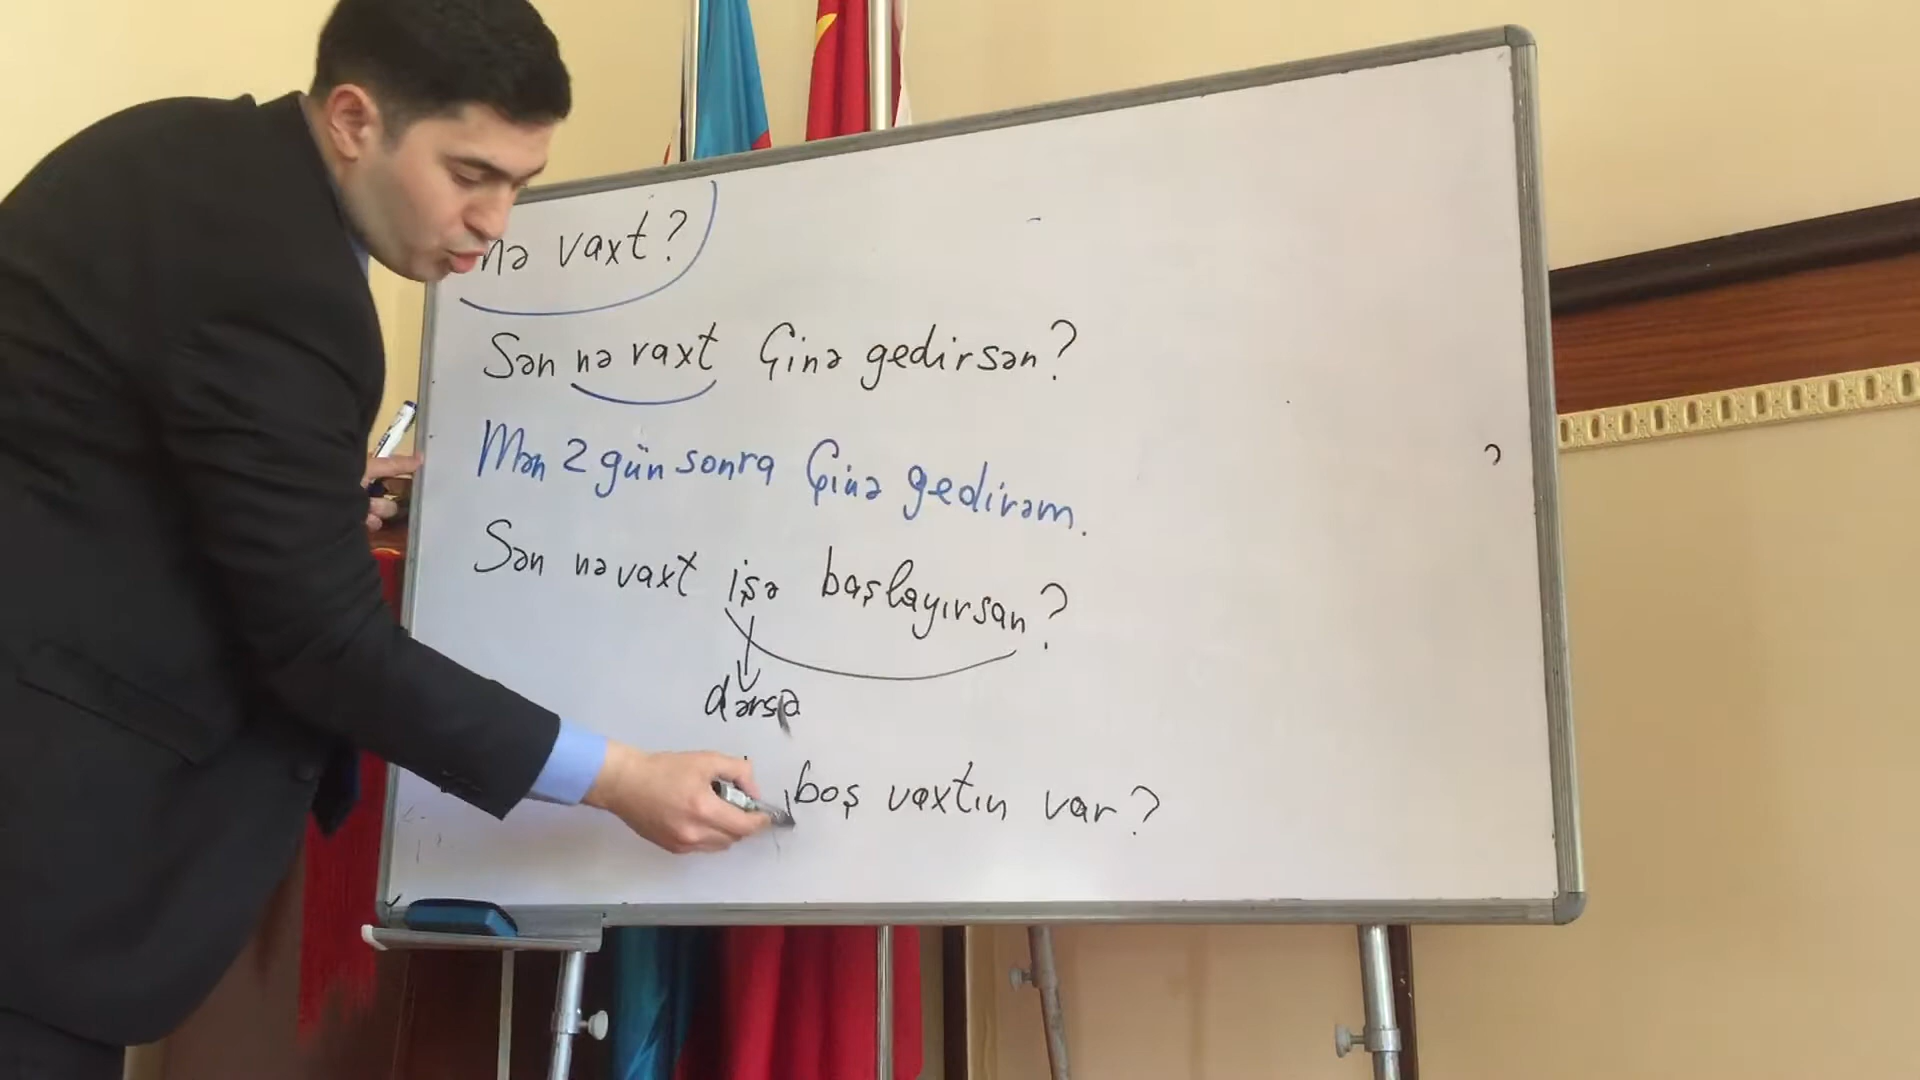 nə vaxt?
Sən nə vaxt Çinə gedirsən?
Mən 2 gün sonra Çinə gedirəm.
Sən nə vaxt işə başlayırsan?
dərsə
boş vaxtın var?